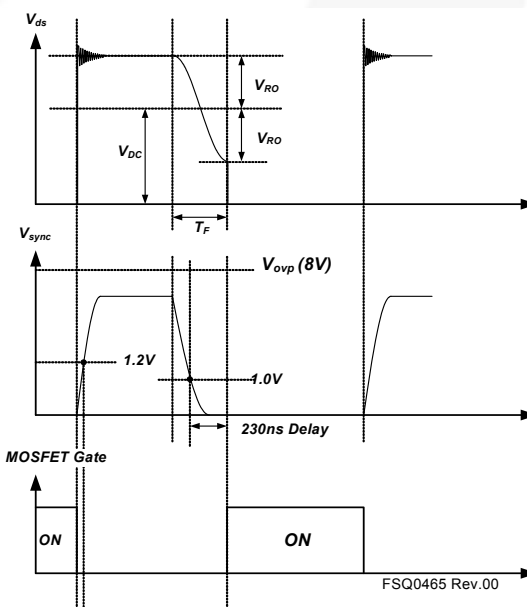 Vds
VRO
VRO
VDC
TF
Vsync
Vovp (8V)
1.2V
1.0V
230ns Delay
MOSFET Gate
ON
ON
FSQ0465 Rev.00